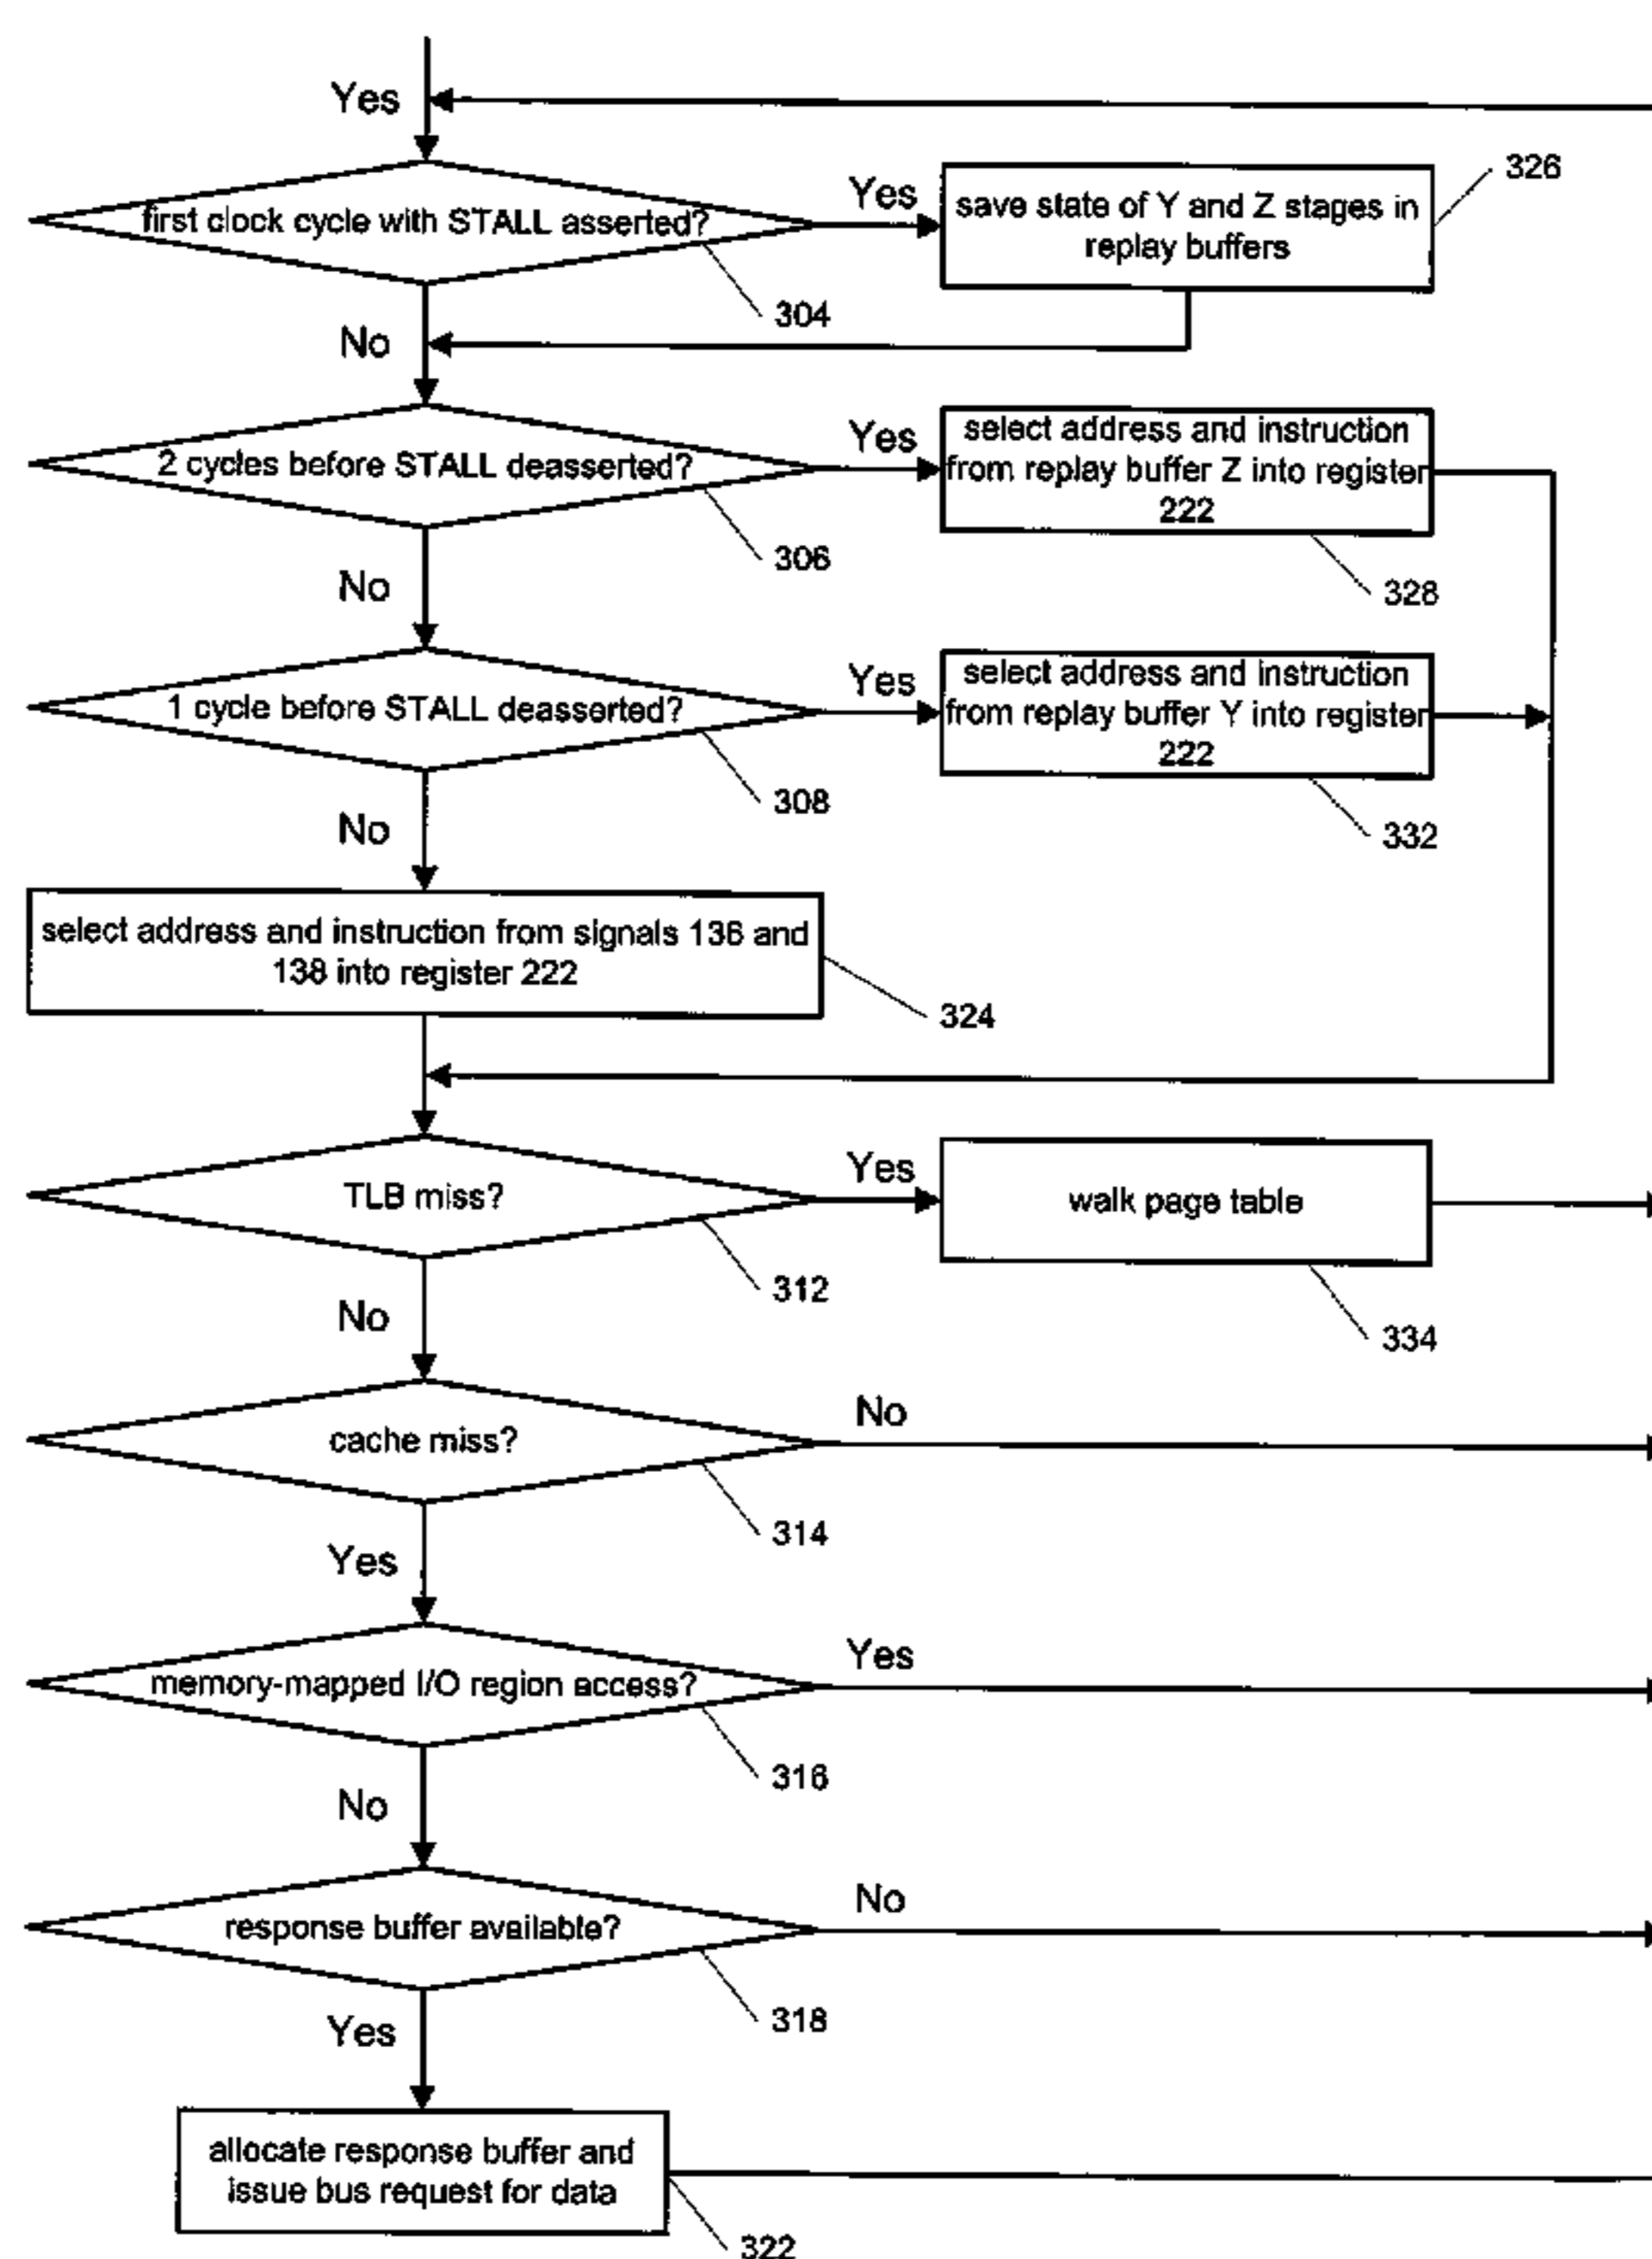 Yes
first clock cycle with STALL asserted?
Yes
save state of Y and Z stages in
replay buffers
326
304
No
2 cycles before STALL deasserted?
Yes
select address and instruction
from replay buffer Z into register
222
306
328
No
1 cycle before STALL deasserted?
Yes
select address and instruction
from replay buffer Y into register
222
308
332
No
select address and instruction from signals 136 and
138 into register 222
324
TLB miss?
Yes
walk page table
312
334
No
cache miss?
No
314
Yes
memory-mapped I/O region access?
Yes
316
No
response buffer available?
No
318
Yes
allocate response buffer and
issue bus request for data
322